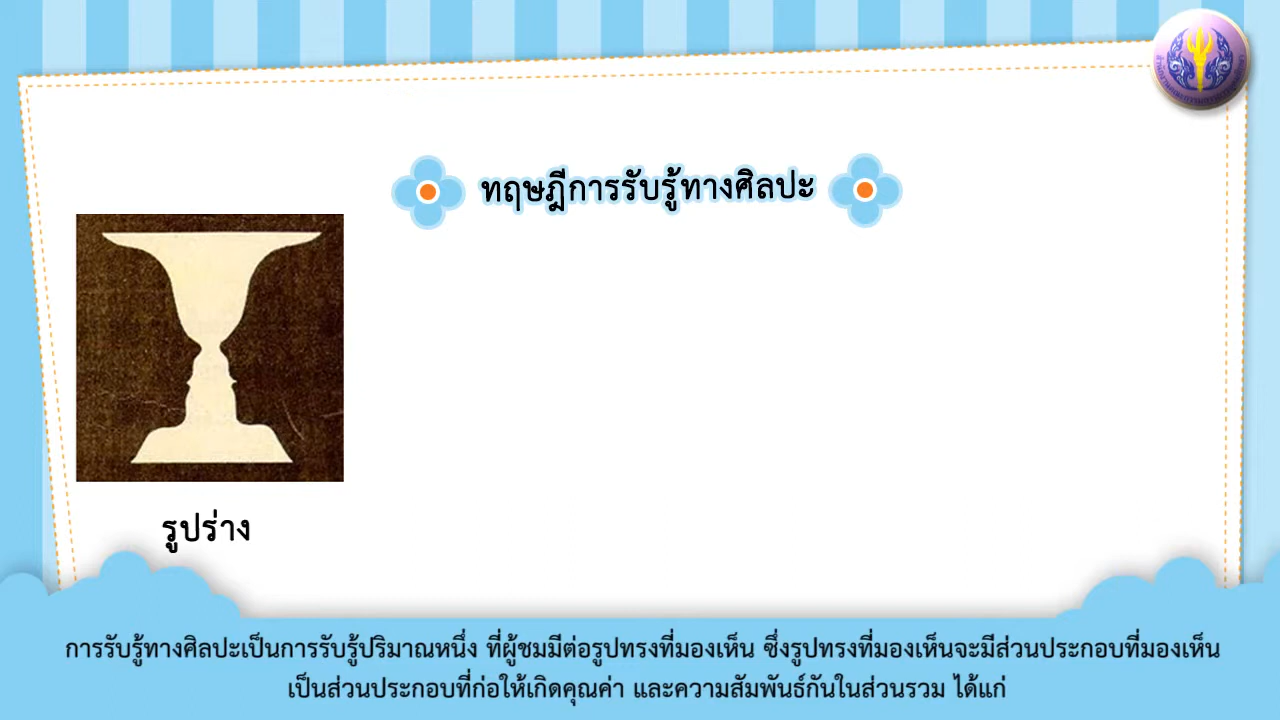 ทฤษฎีการรับรู้ทางศิลปะ
รูปร่าง
การรับรู้ทางศิลปะเป็นการรับรู้ปริมาณหนึ่ง ที่ผู้ชมมีต่อรูปทรงที่มองเห็น ซึ่งรูปทรงที่มองเห็นจะมีส่วนประกอบที่มองเห็น
เป็นส่วนประกอบที่ก่อให้เกิดคุณค่า และความสัมพันธ์กันในส่วนรวม ได้แก่